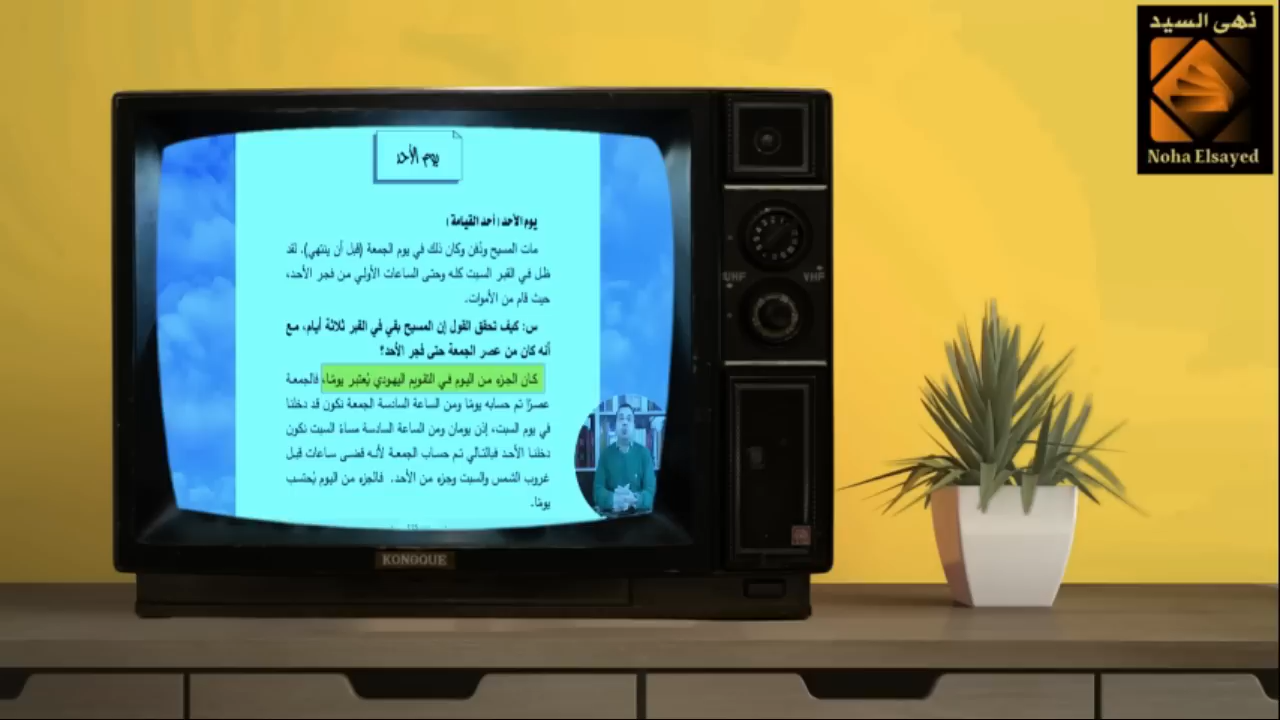 نهى السيد
Noha Elsayed
يوم الأحد
يوم الأحد (أحد القيامة)
مات المسيح ودُفن وكان ذلك في يوم الجمعة (قبل أن ينتهي). لقد
ظل في القبر السبت كله وحتى الساعات الأولى من فجر الأحد،
حيث قام من الأموات.
س: كيف تحقق القول إن المسيح بقي في القبر ثلاثة أيام، مع
أنه كان من عصر الجمعة حتى فجر الأحد؟
كان الجزء من اليوم في التقويم اليهودي يُعتبر يومًا، فالجمعة
عصرًا تم حسابه يومًا ومن الساعة السادسة الجمعة نكون قد دخلنا
في يوم السبت، إذن يومان ومن الساعة السادسة مساءً السبت نكون
دخلنا الأحد فبالتالي تم حساب الجمعة لأنه قضى ساعات قبل
غروب الشمس والسبت وجزء من الأحد. فالجزء من اليوم يُحتسب
يومًا.
UHF
VHF
KONOQUE